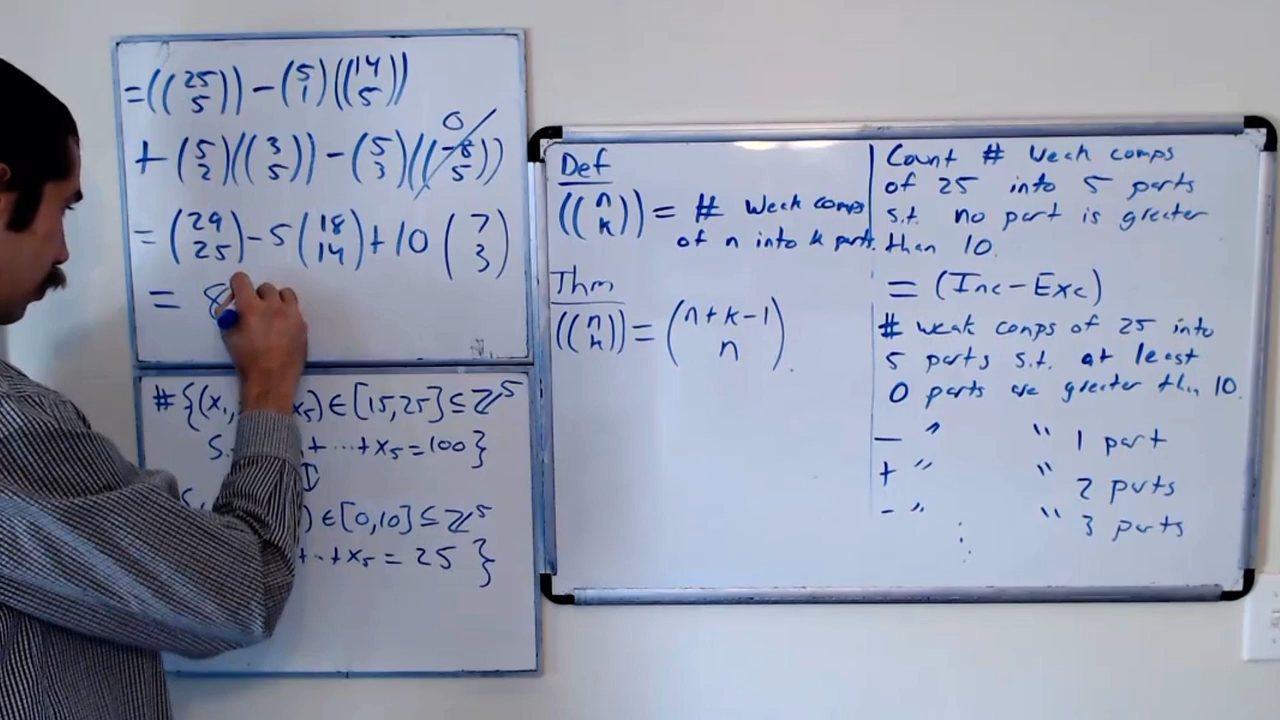 =((25 5)) - (5 1)((14 5))
+ (5 2)((3 5)) - (5 3)((-8 5)) 0
= (29 25) - 5(18 14) + 10(7 3)
= 8
#{(x₁, x₅) ∈ [15,25] ⊆ ℤ⁵
s. + ⋯ + x₅ = 100}
↕
) ∈ [0,10] ⊆ ℤ⁵
+ ⋯ + x₅ = 25 }
Def
((n k)) = # weak comps
of n into k parts.
Thm
((n k)) = (n+k-1 n).
Count # weak comps
of 25 into 5 parts
s.t. no part is greater
than 10.
= (Inc-Exc)
# weak comps of 25 into
5 parts s.t. at least
0 parts are greater than 10.
- " " 1 part
+ " " 2 parts
- " " 3 parts
⋮